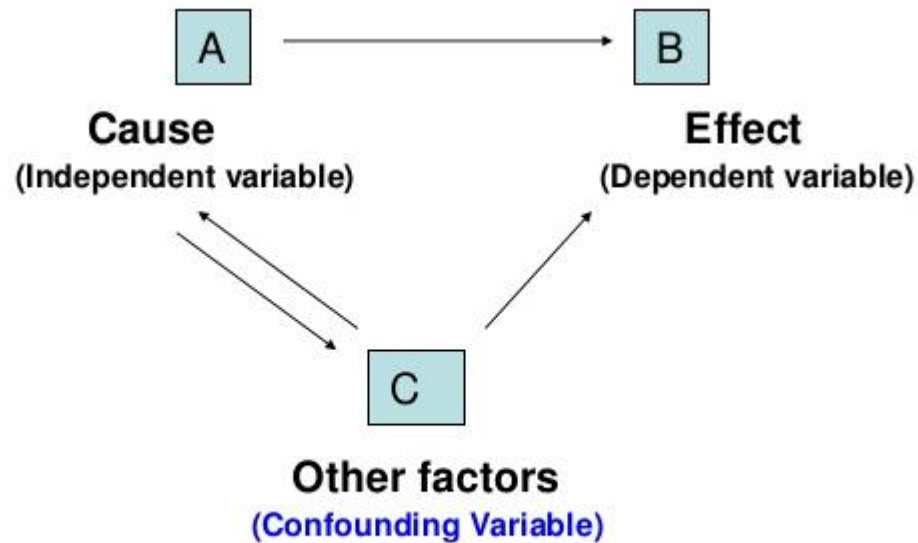 A
B
Cause
(Independent variable)
Effect
(Dependent variable)
C
Other factors
(Confounding Variable)